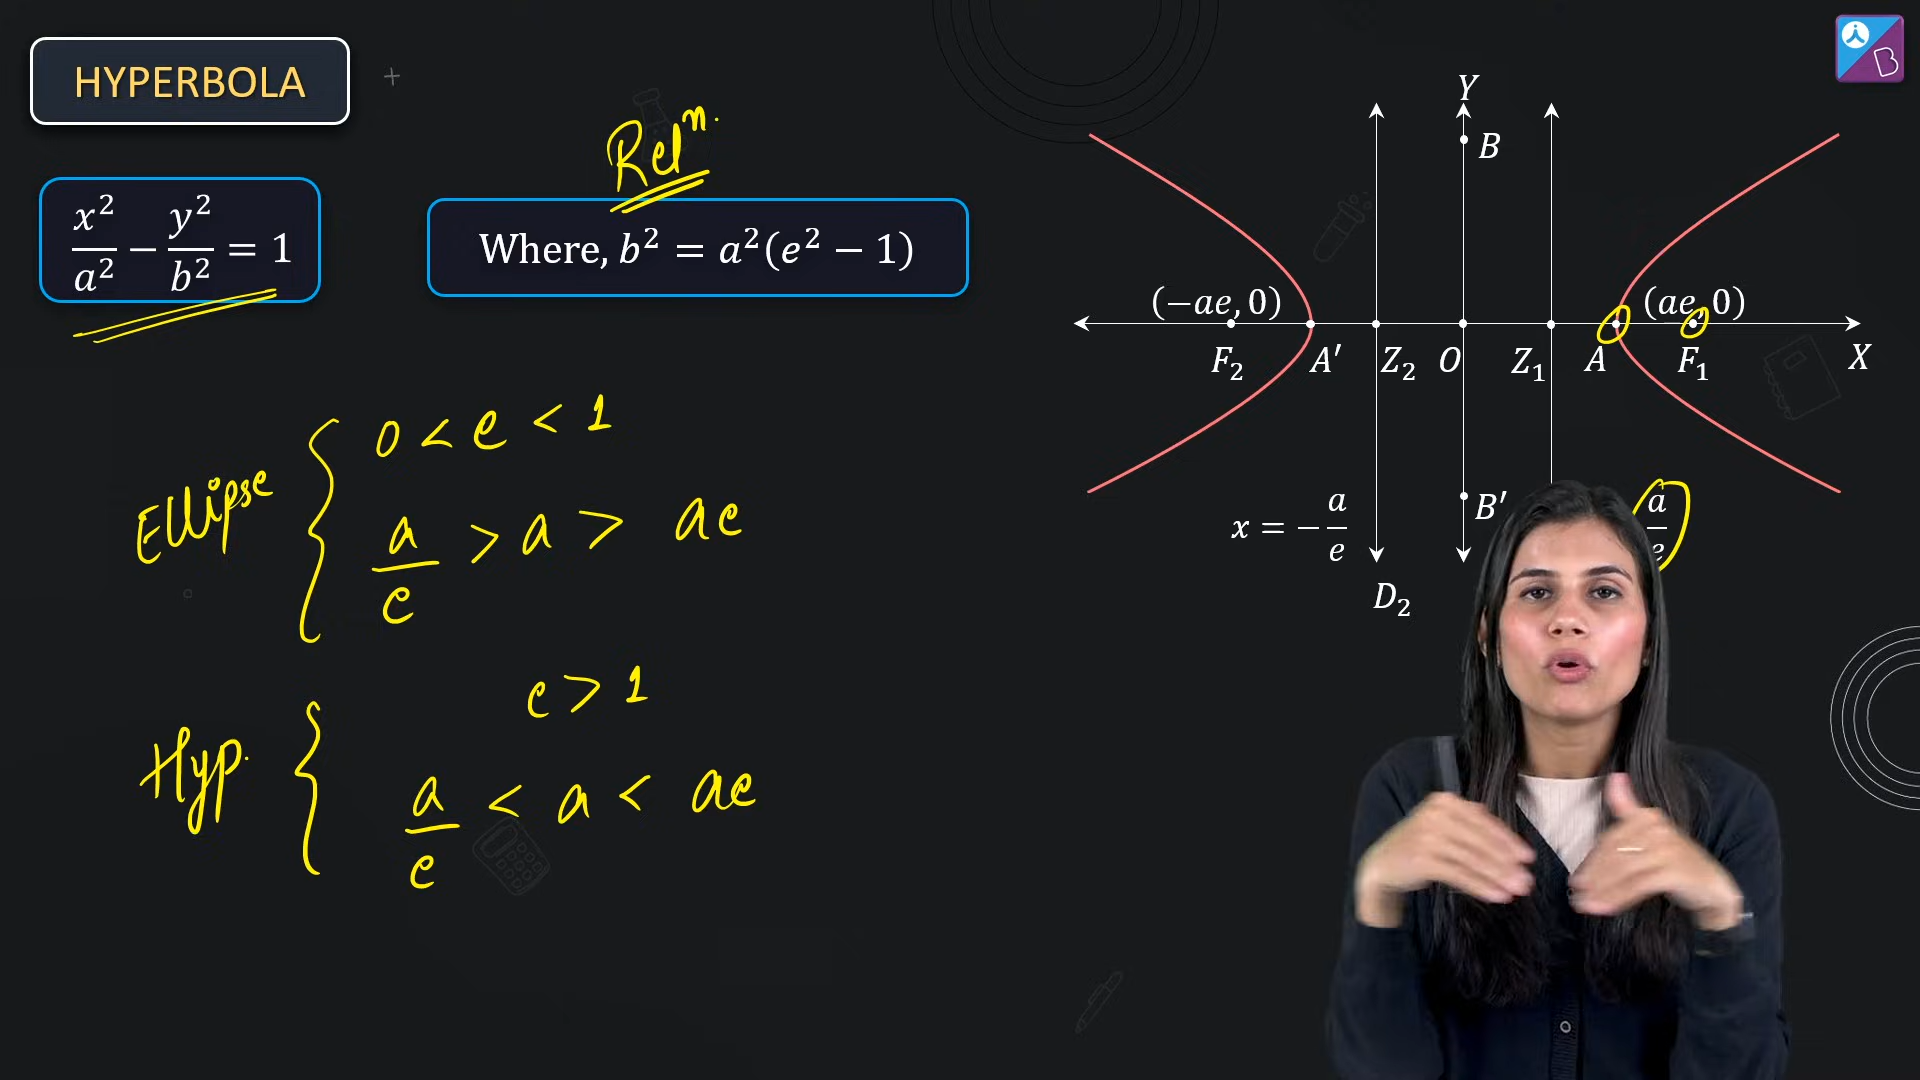 HYPERBOLA
x²/a² − y²/b² = 1
Relⁿ.
Where, b² = a²(e² − 1)
Ellipse { 0 < e < 1
a/e > a > ae
Hyp. { e > 1
a/e < a < ae
Y
B
(−ae, 0) (ae, 0)
F₂ A′ Z₂ O Z₁ A F₁ X
B′
x = − a/e
a/e
D₂
B